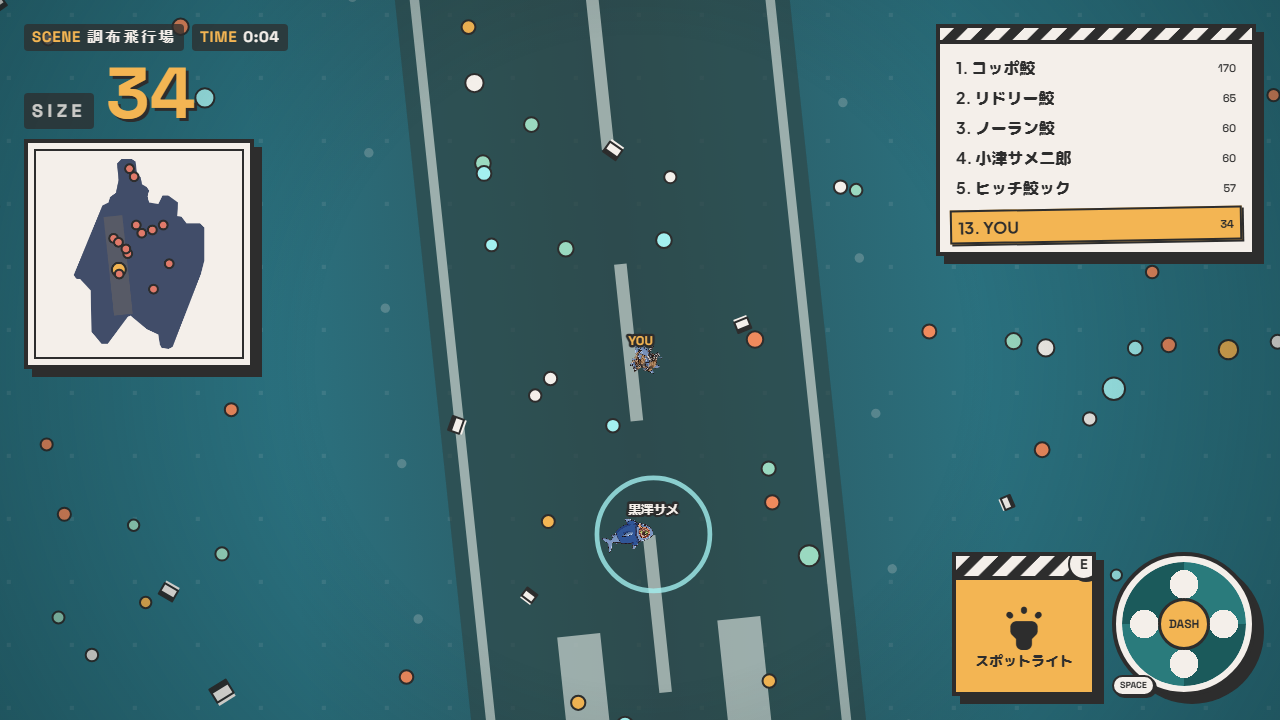 SCENE 調布飛行場 TIME 0:04
SIZE 34
1. コッポ鮫 170
2. リドリー鮫 65
3. ノーラン鮫 60
4. 小津サメ二郎 60
5. ヒッチ鮫ック 57
13. YOU 34
YOU
黒澤サメ
E
スポットライト
DASH
SPACE